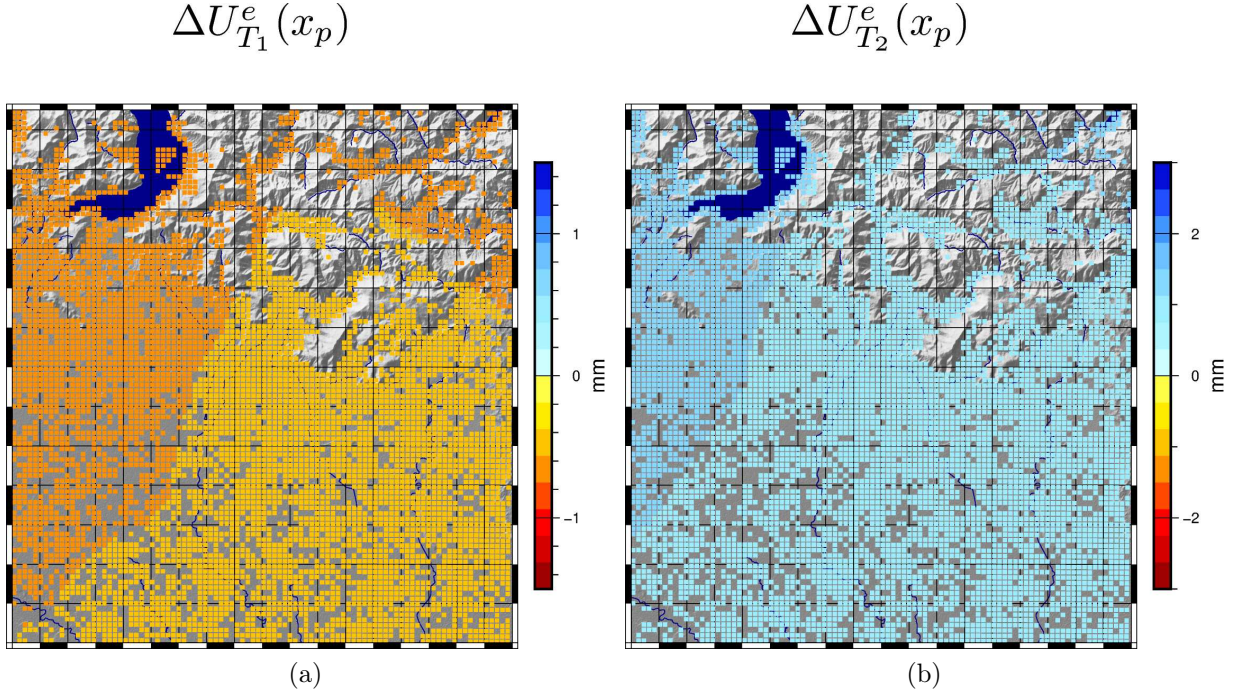 ΔU^e_{T_1}(x_p)
ΔU^e_{T_2}(x_p)
1
0
−1
mm
2
0
−2
mm
(a)
(b)